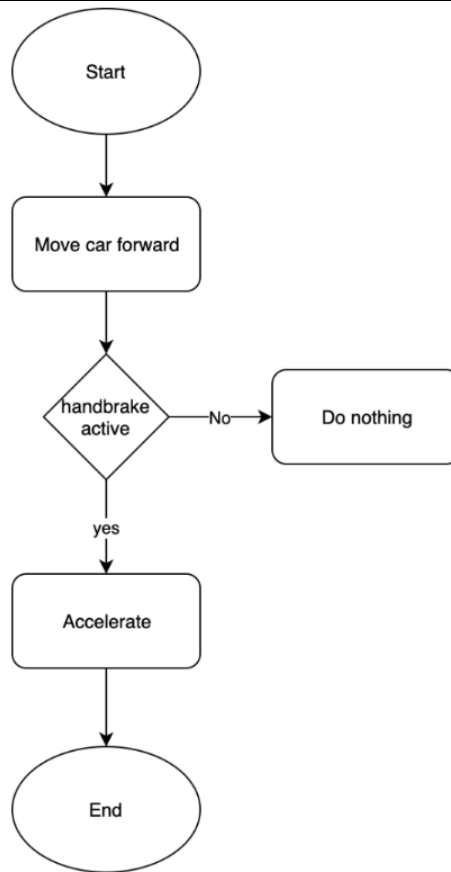 Start
Move car forward
handbrake
active
No
Do nothing
yes
Accelerate
End